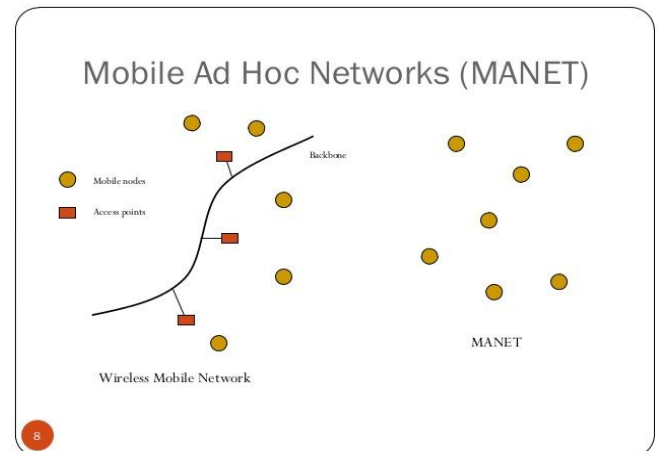 Mobile Ad Hoc Networks (MANET)
Backbone
Mobile nodes
Access points
MANET
Wireless Mobile Network
8